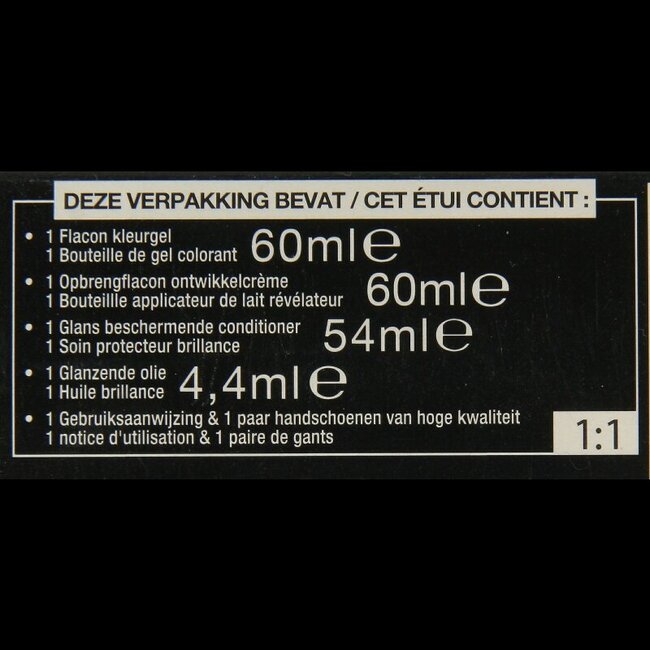 DEZE VERPAKKING BEVAT / CET ÉTUI CONTIENT :
• 1 Flacon kleurgel
1 Bouteille de gel colorant 60ml℮
• 1 Opbrengflacon ontwikkelcrème
1 Bouteillle applicateur de lait révélateur 60ml℮
• 1 Glans beschermende conditioner
1 Soin protecteur brillance 54ml℮
• 1 Glanzende olie
1 Huile brillance 4,4ml℮
• 1 Gebruiksaanwijzing & 1 paar handschoenen van hoge kwaliteit
1 notice d'utilisation & 1 paire de gants
1:1